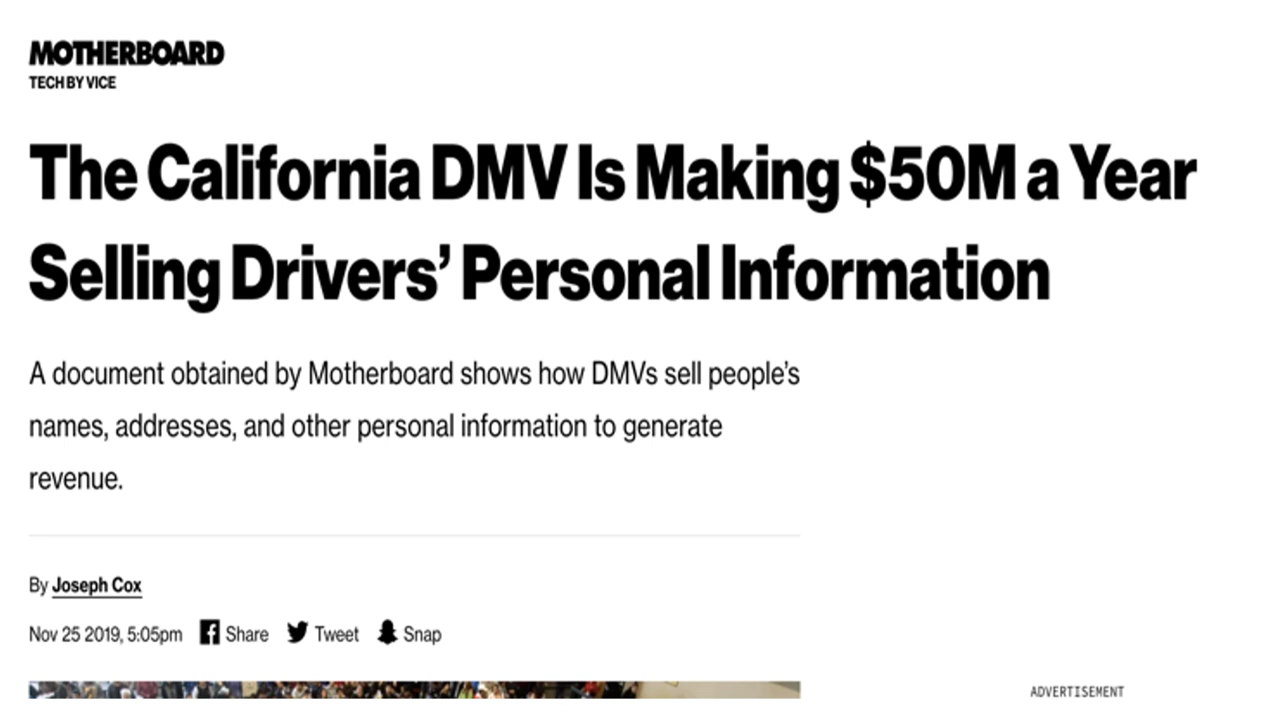 MOTHERBOARD
TECH BY VICE
The California DMV Is Making $50M a Year
Selling Drivers’ Personal Information
A document obtained by Motherboard shows how DMVs sell people’s
names, addresses, and other personal information to generate
revenue.
By Joseph Cox
Nov 25 2019, 5:05pm Share Tweet Snap
ADVERTISEMENT